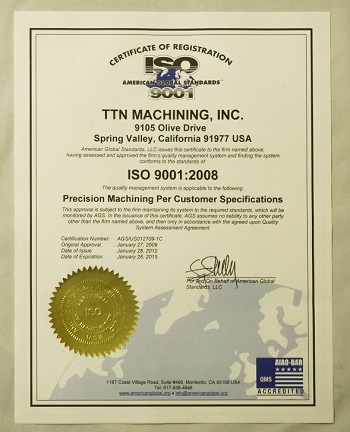 CERTIFICATE OF REGISTRATION
ISO
AMERICAN GLOBAL STANDARDS
9001
TTN MACHINING, INC.
9105 Olive Drive
Spring Valley, California 91977 USA
American Global Standards, LLC issues this certificate to the firm named above,
having assessed and approved the firm's quality management system and finding the system
conforms to the standards of:
ISO 9001:2008
The quality management system is applicable to the following:
Precision Machining Per Customer Specifications
This approval is subject to the firm maintaining its system to the required standards, which will be
monitored by AGS. In the issuance of this certificate, AGS assumes no liability to any other party
other than the firm named above, and then only in accordance with the agreed upon Quality
System Assessment Agreement.
Certification Number: AGS/US012709-1C
Original Approval: January 27, 2009
Date of Issue: January 28, 2012
Date of Expiration: January 26, 2015
For and On Behalf of American Global
Standards, LLC
ISO
USA
AIAO-BAR
QMS
ACCREDITED
1187 Coast Village Road, Suite #495, Montecito, CA 93108 USA
Tel: 617-838-4648
www.americanglobal.org • info@americanglobal.org